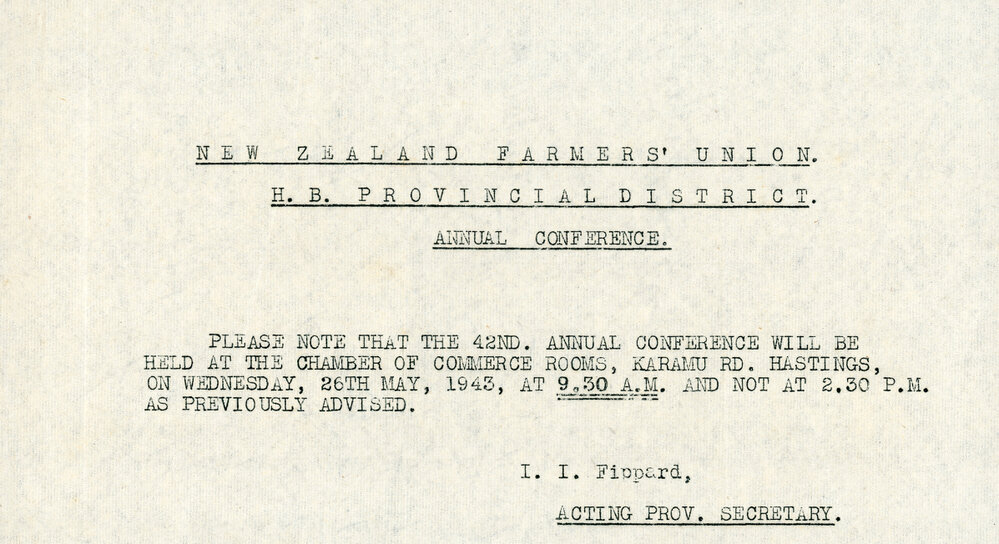 NEW ZEALAND FARMERS' UNION.
H. B. PROVINCIAL DISTRICT.
ANNUAL CONFERENCE.
PLEASE NOTE THAT THE 42ND. ANNUAL CONFERENCE WILL BE
HELD AT THE CHAMBER OF COMMERCE ROOMS, KARAMU RD. HASTINGS,
ON WEDNESDAY, 26TH MAY, 1943, AT 9.30 A.M. AND NOT AT 2.30 P.M.
AS PREVIOUSLY ADVISED.
I. I. Fippard,
ACTING PROV. SECRETARY.